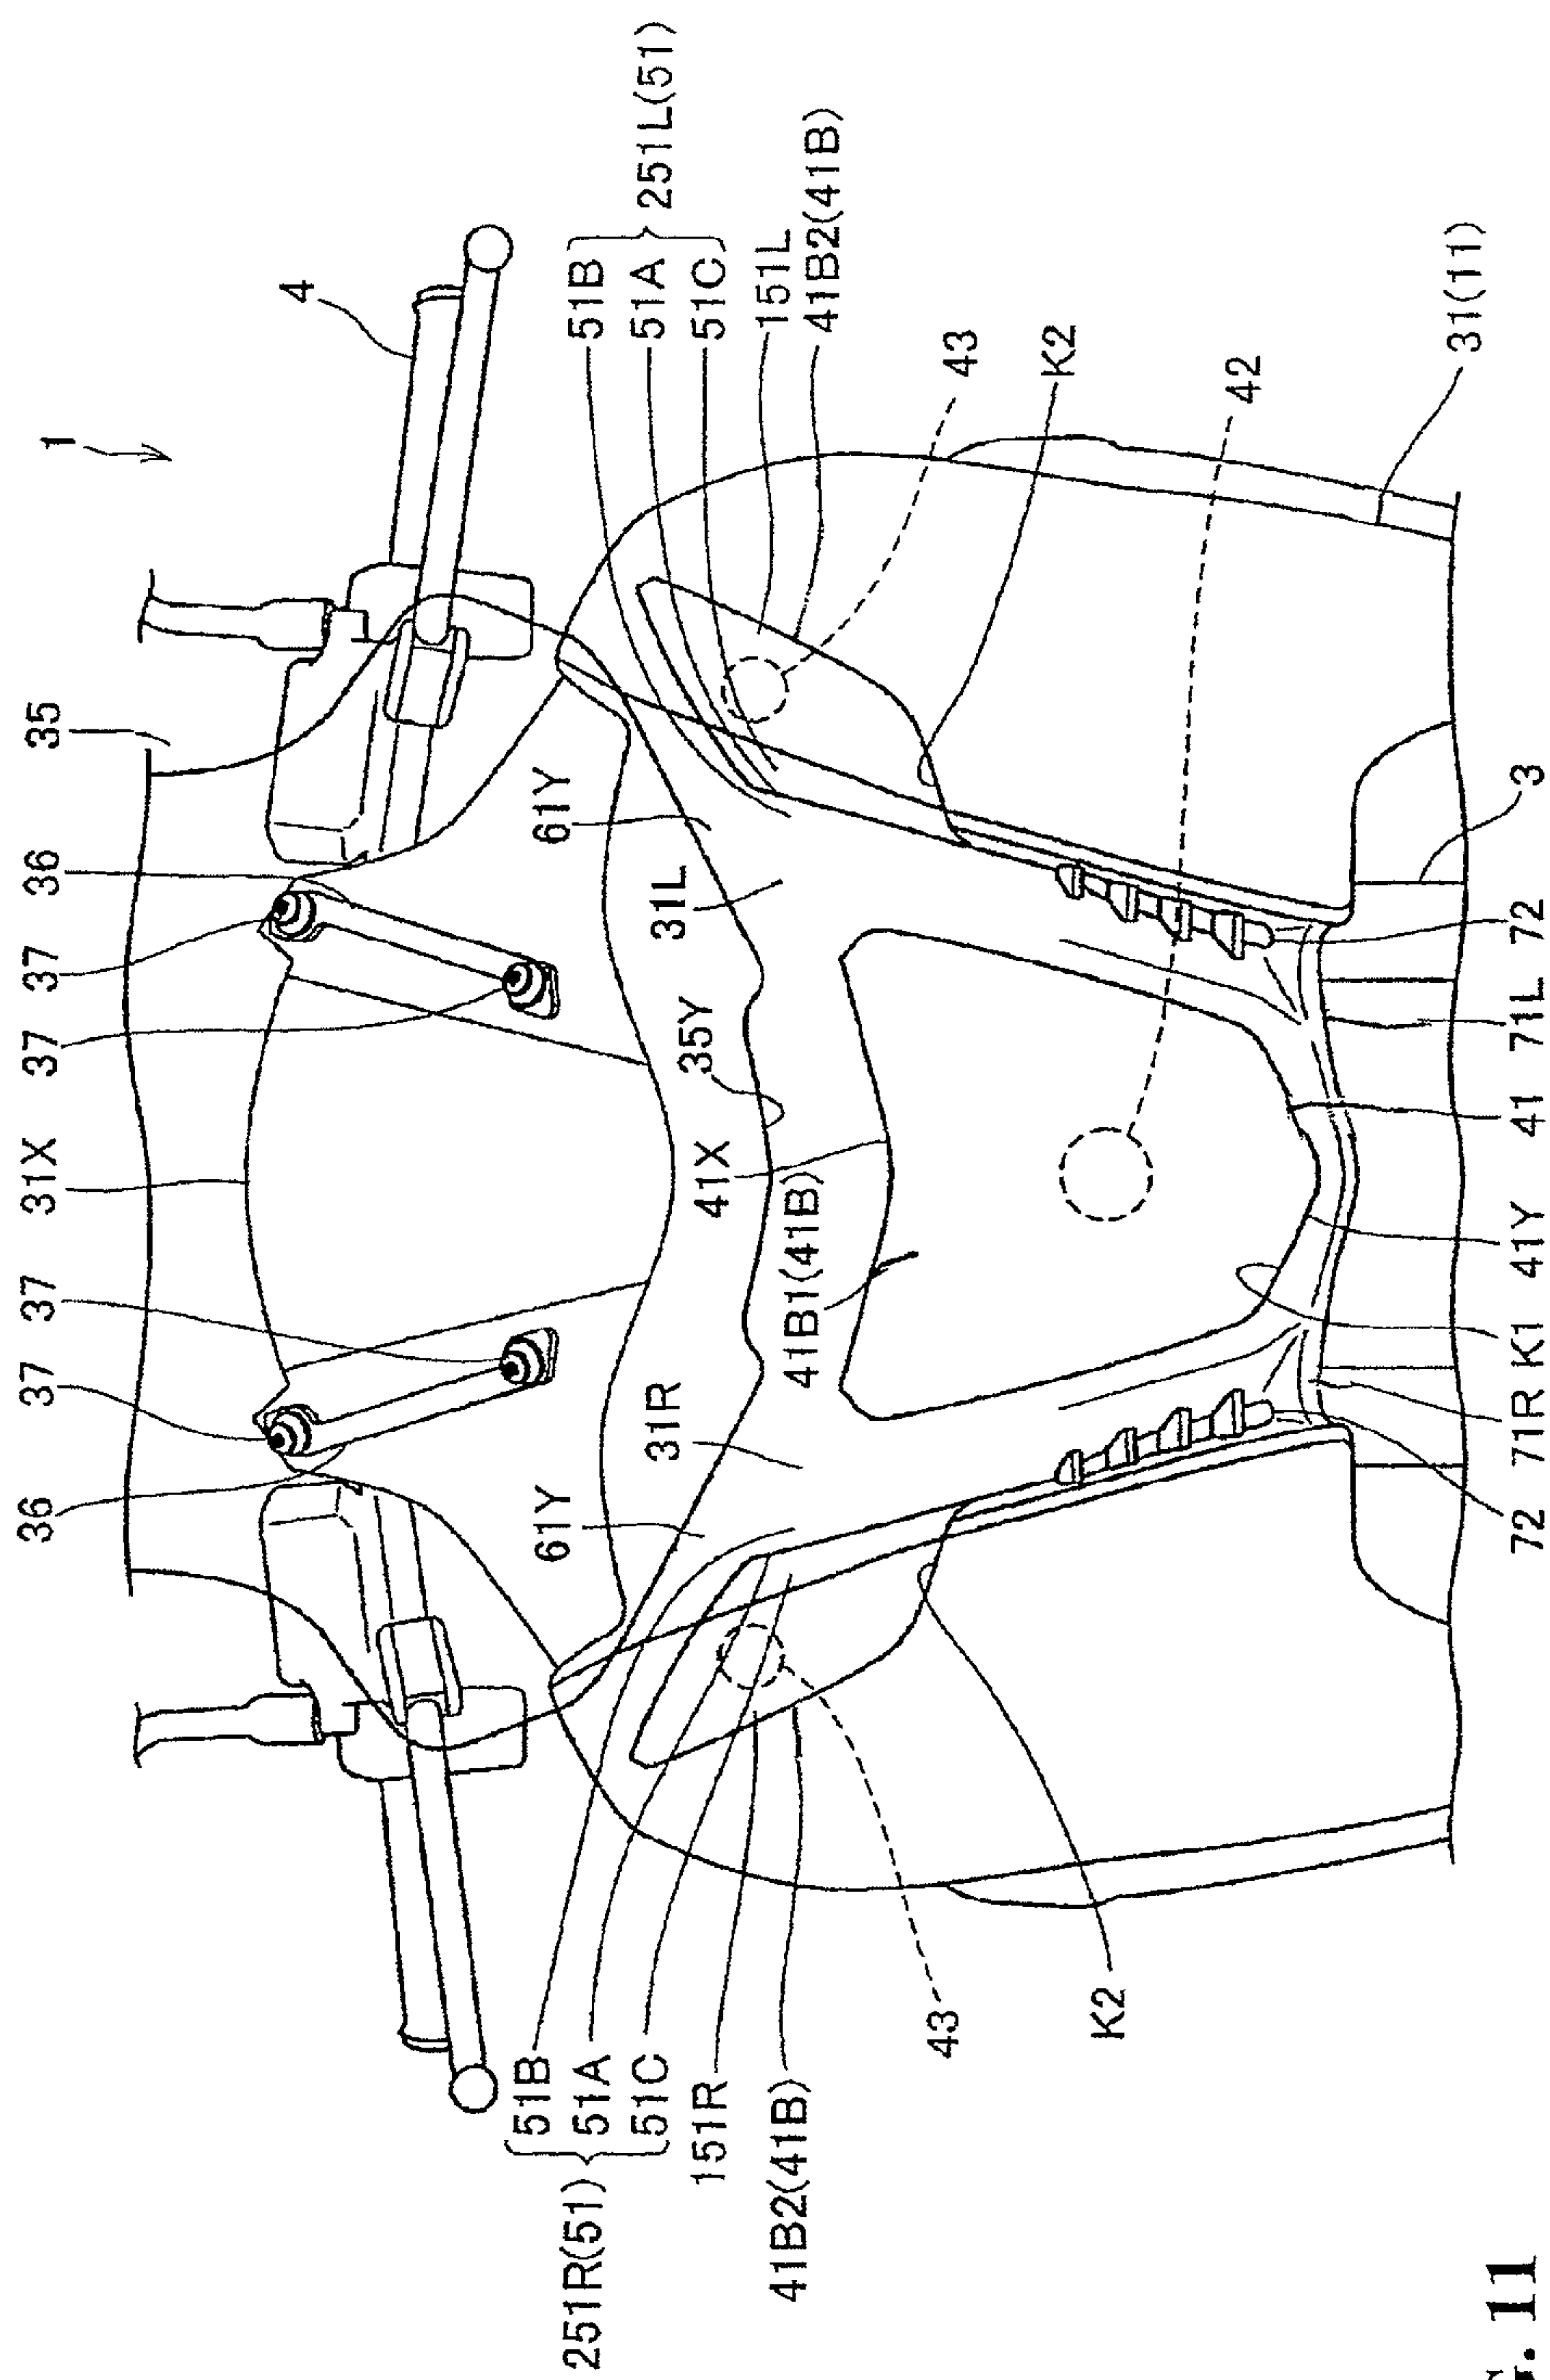 1
35
4
36
37
37
31X
37
37
36
51B
51A
51C
251L(51)
151L
41B2(41B)
43
K2
42
31(11)
61Y
31L
35Y
41X
41B1(41B)
31R
61Y
3
72
71L
41
41Y
K1
71R
72
51B
51A
51C
251R(51)
151R
41B2(41B)
43
K2
. 11